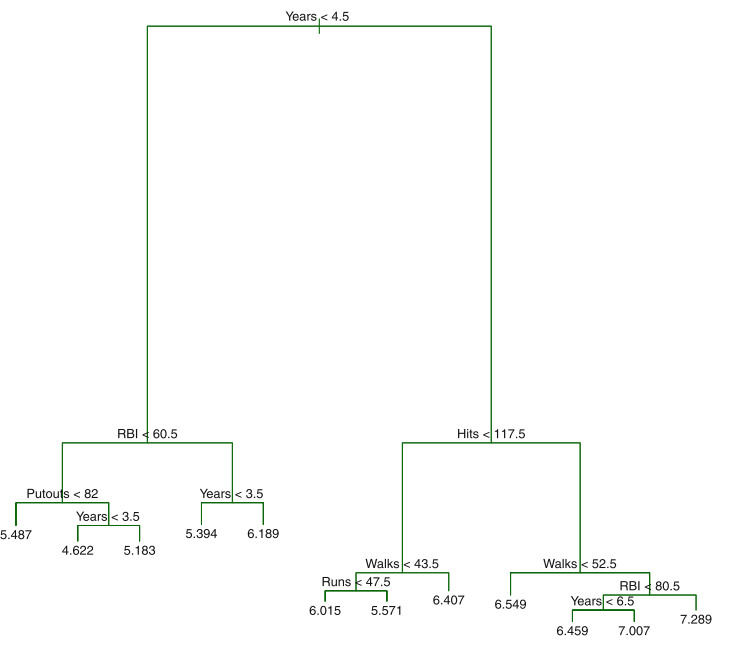 Years < 4.5
RBI < 60.5
Hits < 117.5
Putouts < 82
Years < 3.5
Years < 3.5
5.487
4.622
5.183
5.394
6.189
Walks < 43.5
Walks < 52.5
Runs < 47.5
RBI < 80.5
6.015
5.571
6.407
6.549
Years < 6.5
6.459
7.007
7.289